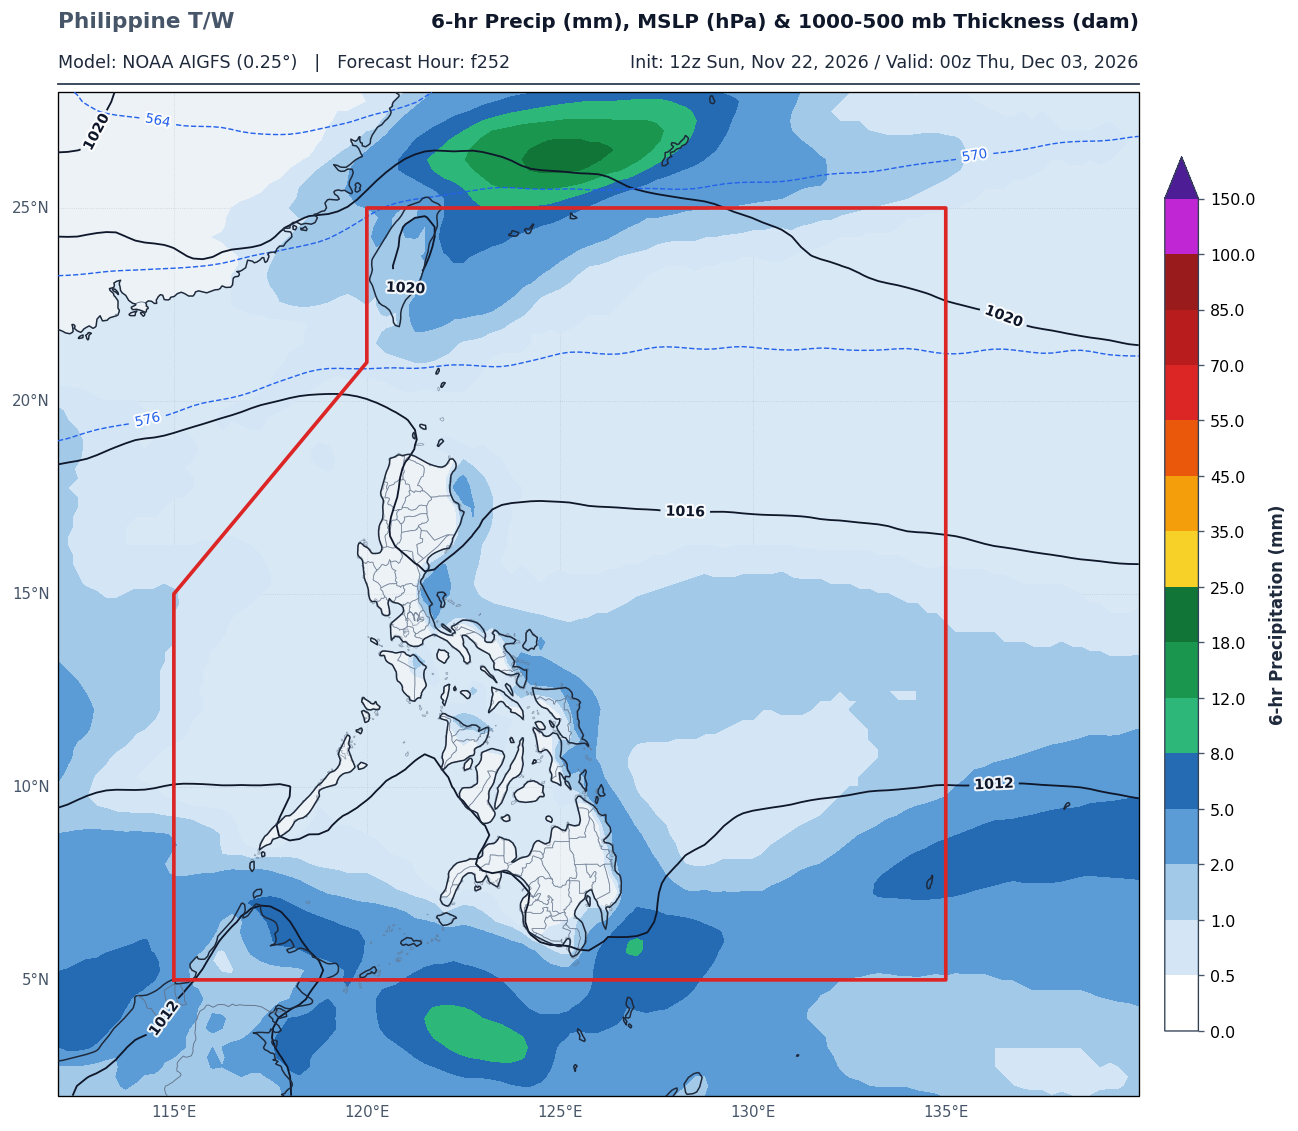 Philippine T/W
6-hr Precip (mm), MSLP (hPa) & 1000-500 mb Thickness (dam)
Model: NOAA AIGFS (0.25°) | Forecast Hour: f252
Init: 12z Sun, Nov 22, 2026 / Valid: 00z Thu, Dec 03, 2026
1020
564
570
25°N
1020
1020
20°N
576
1016
15°N
10°N
1012
5°N
1012
115°E
120°E
125°E
130°E
135°E
150.0
100.0
85.0
70.0
55.0
45.0
35.0
25.0
18.0
12.0
8.0
5.0
2.0
1.0
0.5
0.0
6-hr Precipitation (mm)